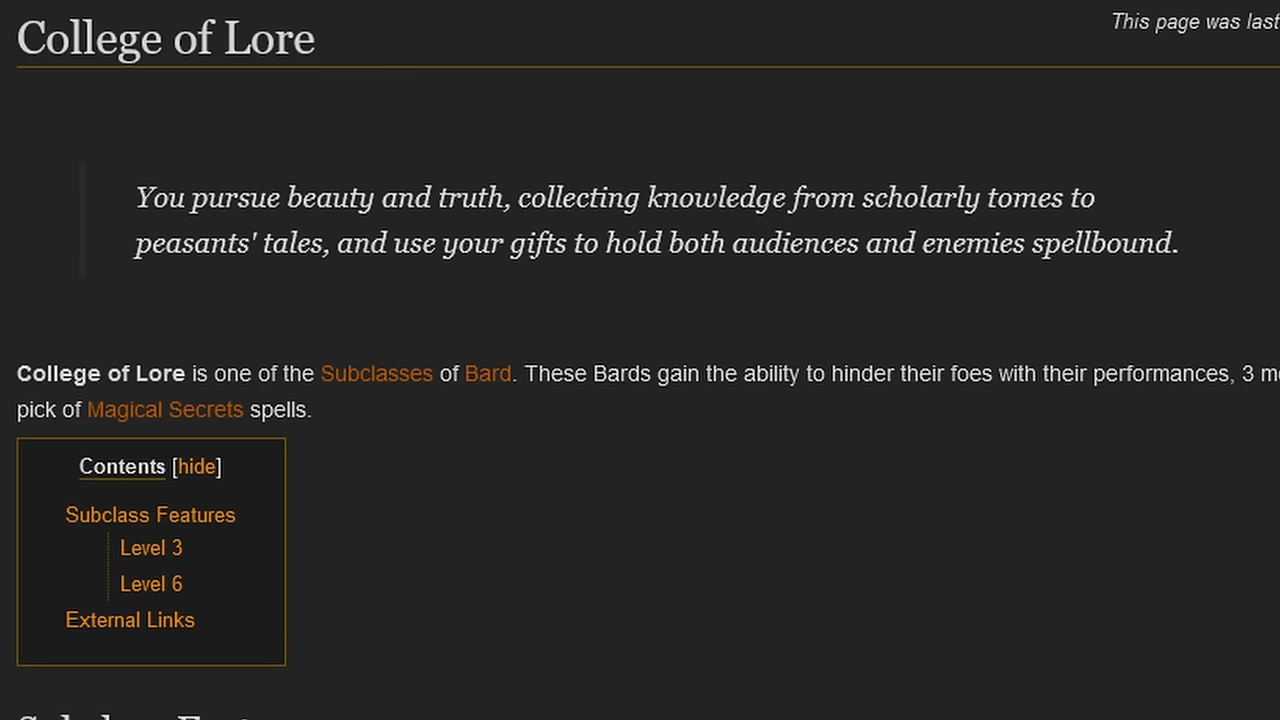 College of Lore
This page was last
You pursue beauty and truth, collecting knowledge from scholarly tomes to
peasants' tales, and use your gifts to hold both audiences and enemies spellbound.
College of Lore is one of the Subclasses of Bard. These Bards gain the ability to hinder their foes with their performances, 3
pick of Magical Secrets spells.
Contents [hide]
Subclass Features
Level 3
Level 6
External Links